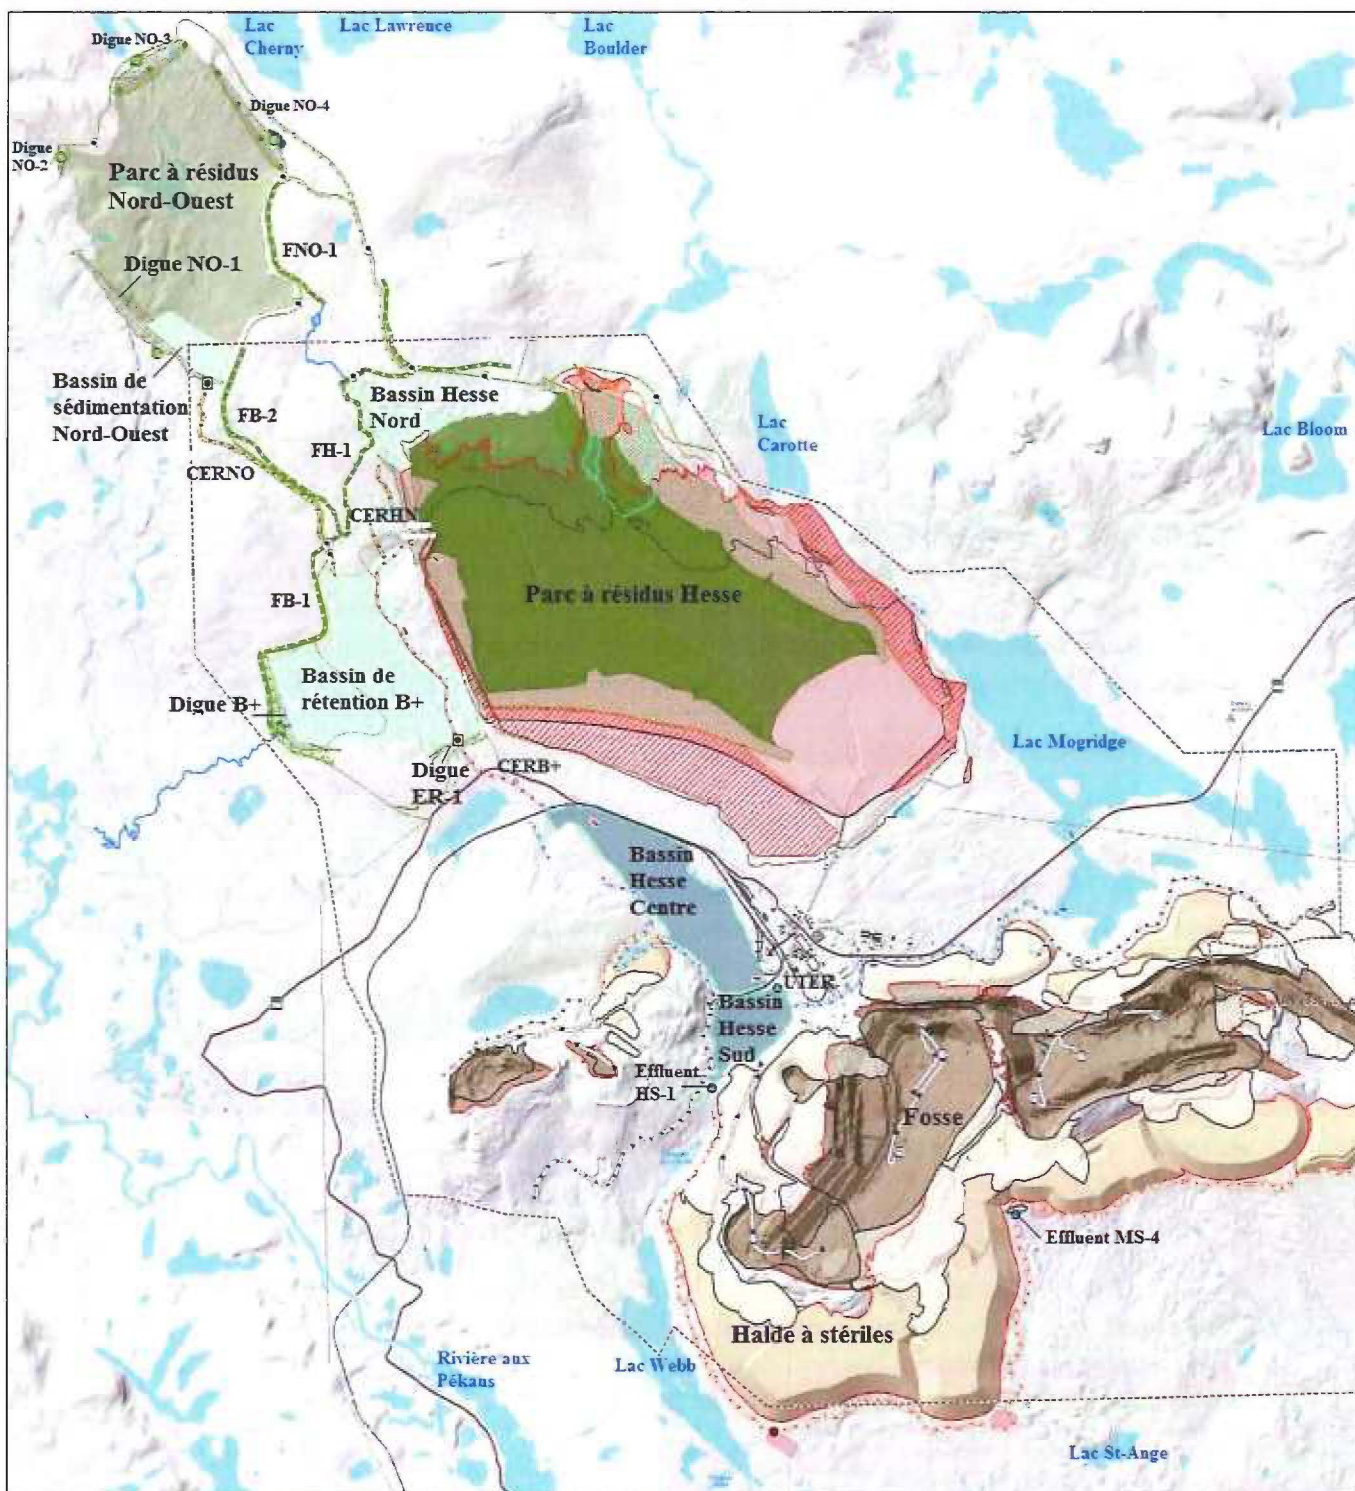 Digue NO-3
Lac
Cherny
Lac Lawrence
Lac
Boulder
Digue NO-4
Digue
NO-2
Parc à résidus
Nord-Ouest
FNO-1
Digue NO-1
Bassin de
sédimentation
Nord-Ouest
FB-2
Bassin Hesse
Nord
FH-1
Lac
Carotte
Lac Bloom
CERNO
CERHN
FB-1
Parc à résidus Hesse
Bassin de
rétention B+
Digue B+
Digue
ER-1
CERB+
Lac Mogridge
Bassin
Hesse
Centre
UTER
Bassin
Hesse
Sud
Effluent
HS-1
Fosse
Effluent MS-4
Halde à stériles
Rivière aux
Pékans
Lac Webb
Lac St-Ange